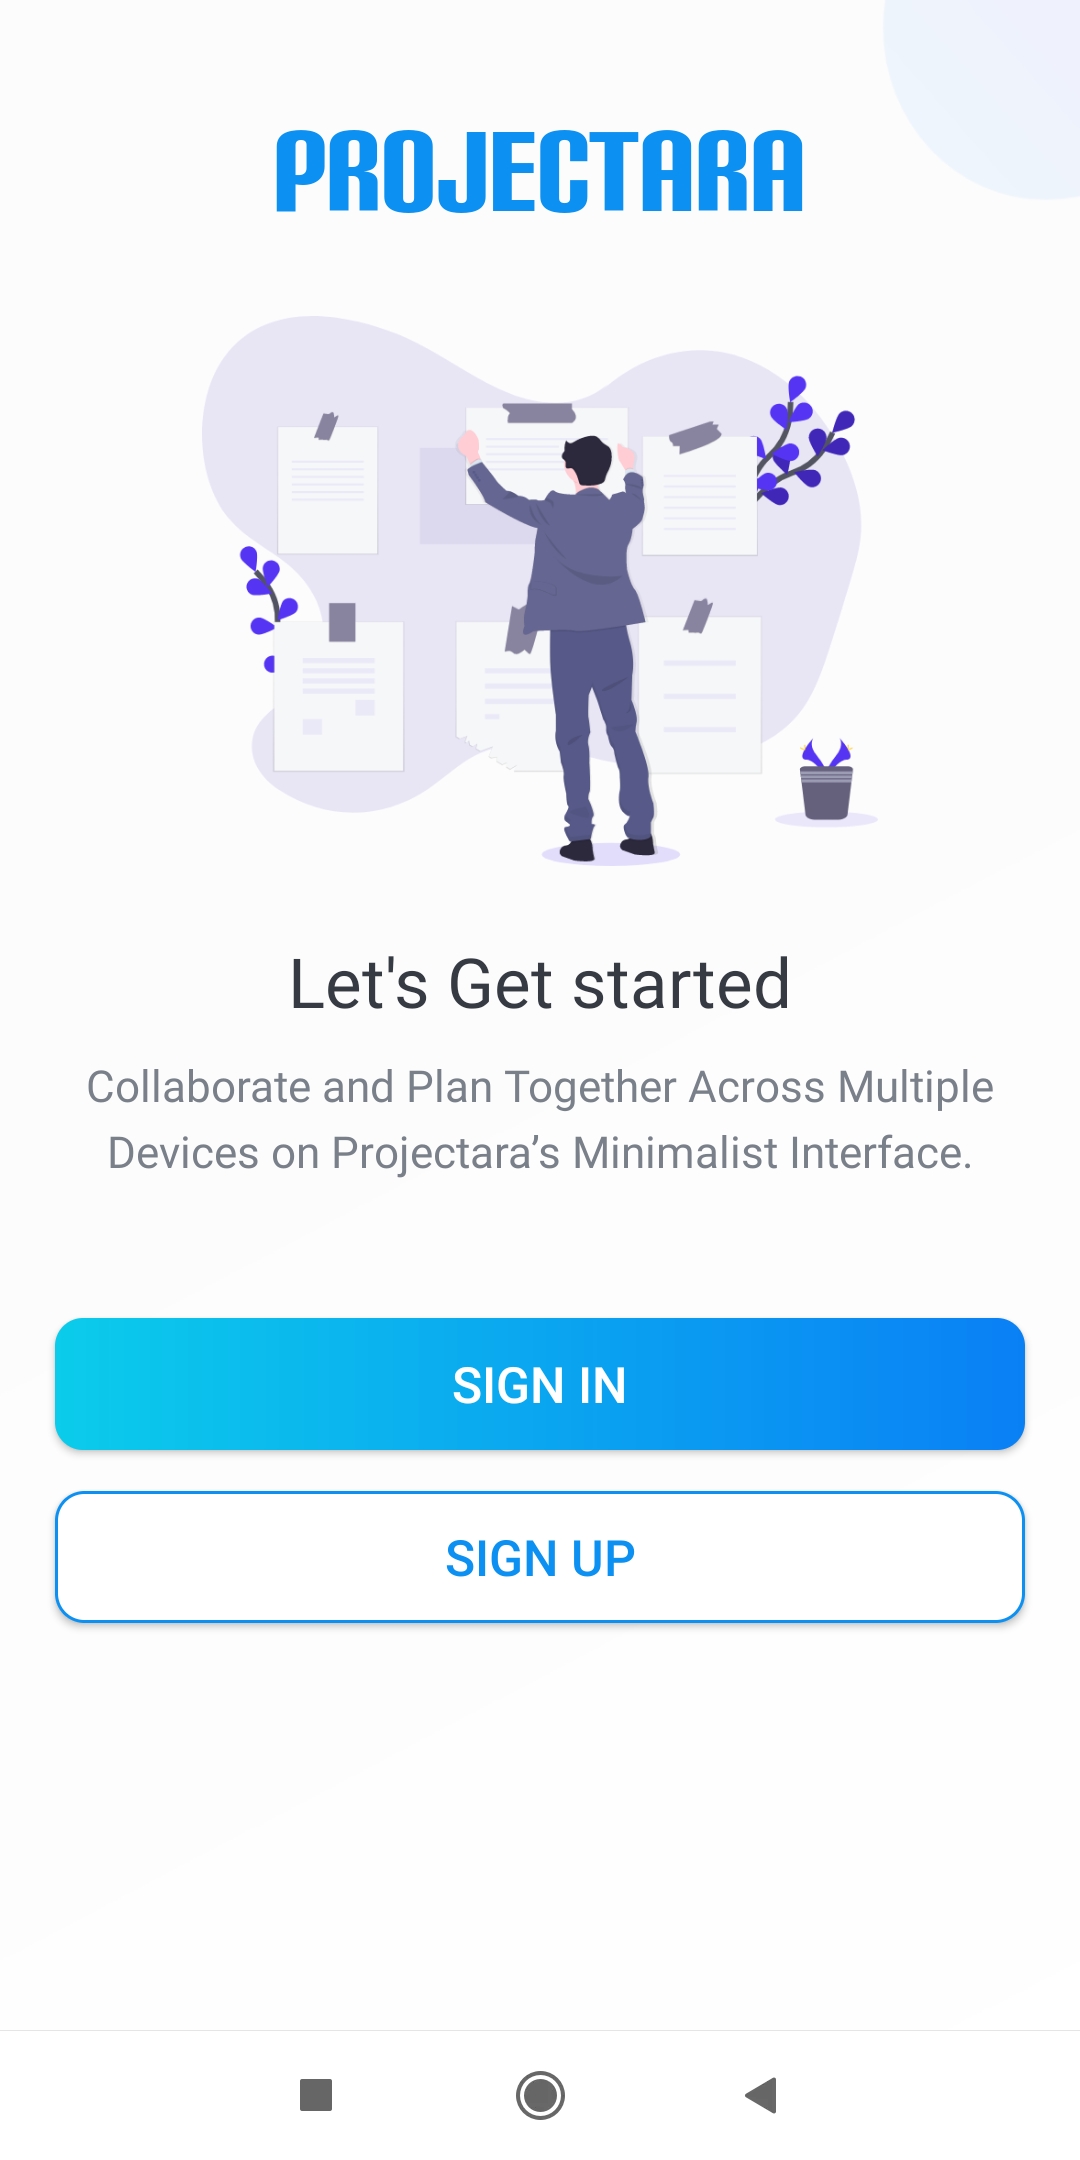 PROJECTARA
Let's Get started
Collaborate and Plan Together Across Multiple
Devices on Projectara’s Minimalist Interface.
SIGN IN
SIGN UP